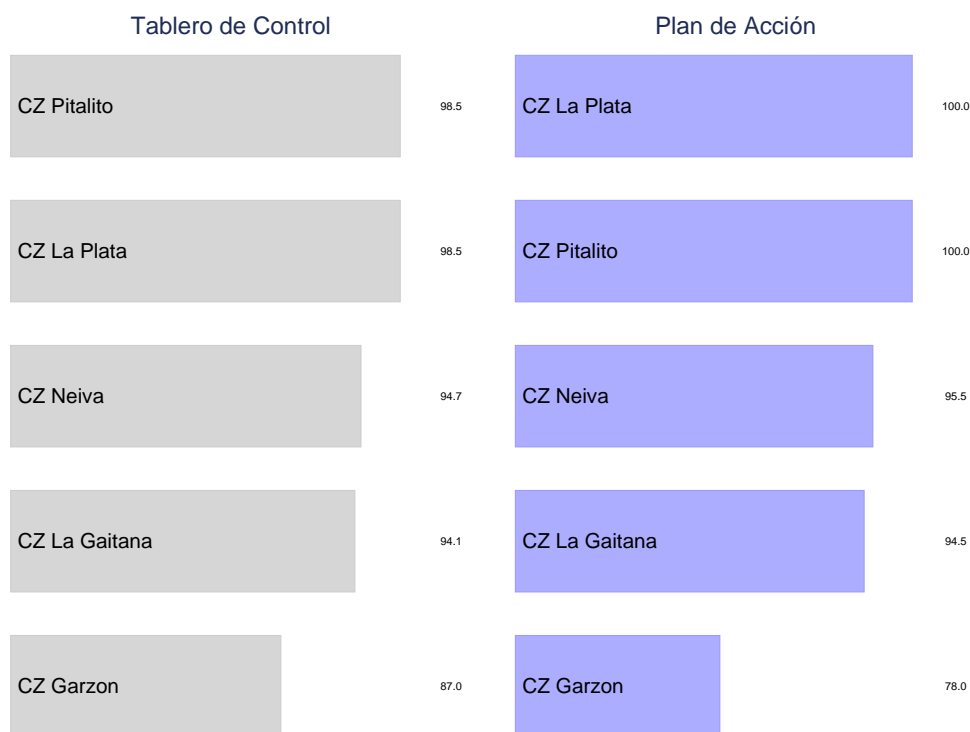 Tablero de Control
CZ Pitalito 98.5
CZ La Plata 98.5
CZ Neiva 94.7
CZ La Gaitana 94.1
CZ Garzon 87.0
Plan de Acción
CZ La Plata 100.0
CZ Pitalito 100.0
CZ Neiva 95.5
CZ La Gaitana 94.5
CZ Garzon 78.0